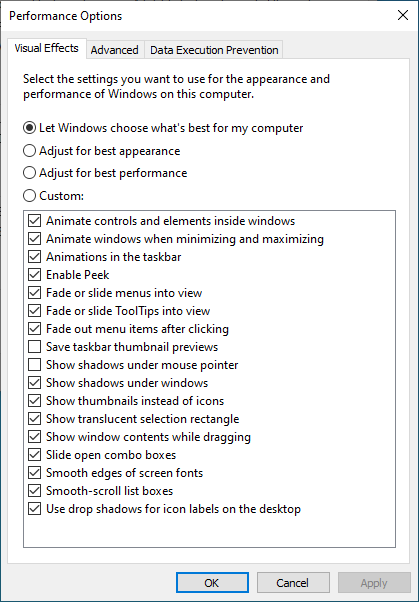 Performance Options
Visual Effects Advanced Data Execution Prevention
Select the settings you want to use for the appearance and
performance of Windows on this computer.
Let Windows choose what's best for my computer
Adjust for best appearance
Adjust for best performance
Custom:
Animate controls and elements inside windows
Animate windows when minimizing and maximizing
Animations in the taskbar
Enable Peek
Fade or slide menus into view
Fade or slide ToolTips into view
Fade out menu items after clicking
Save taskbar thumbnail previews
Show shadows under mouse pointer
Show shadows under windows
Show thumbnails instead of icons
Show translucent selection rectangle
Show window contents while dragging
Slide open combo boxes
Smooth edges of screen fonts
Smooth-scroll list boxes
Use drop shadows for icon labels on the desktop
OK Cancel Apply